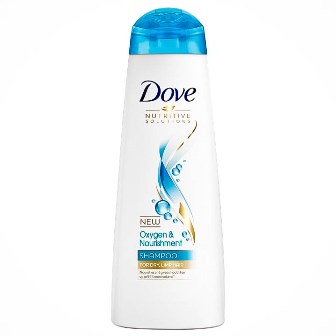 Dove
NUTRITIVE
SOLUTIONS
NEW
Oxygen &
Nourishment
SHAMPOO